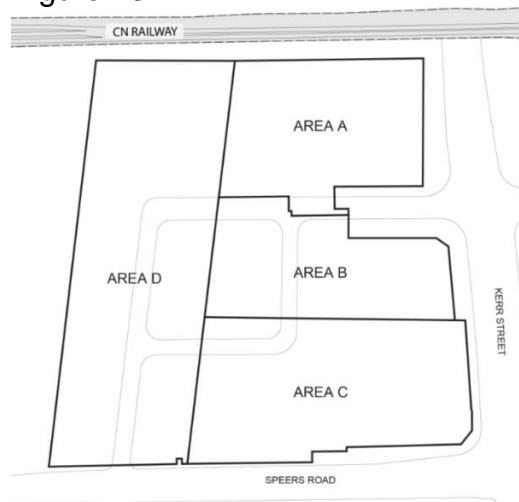 CN RAILWAY
AREA A
AREA D
AREA B
KERR STREET
AREA C
SPEERS ROAD